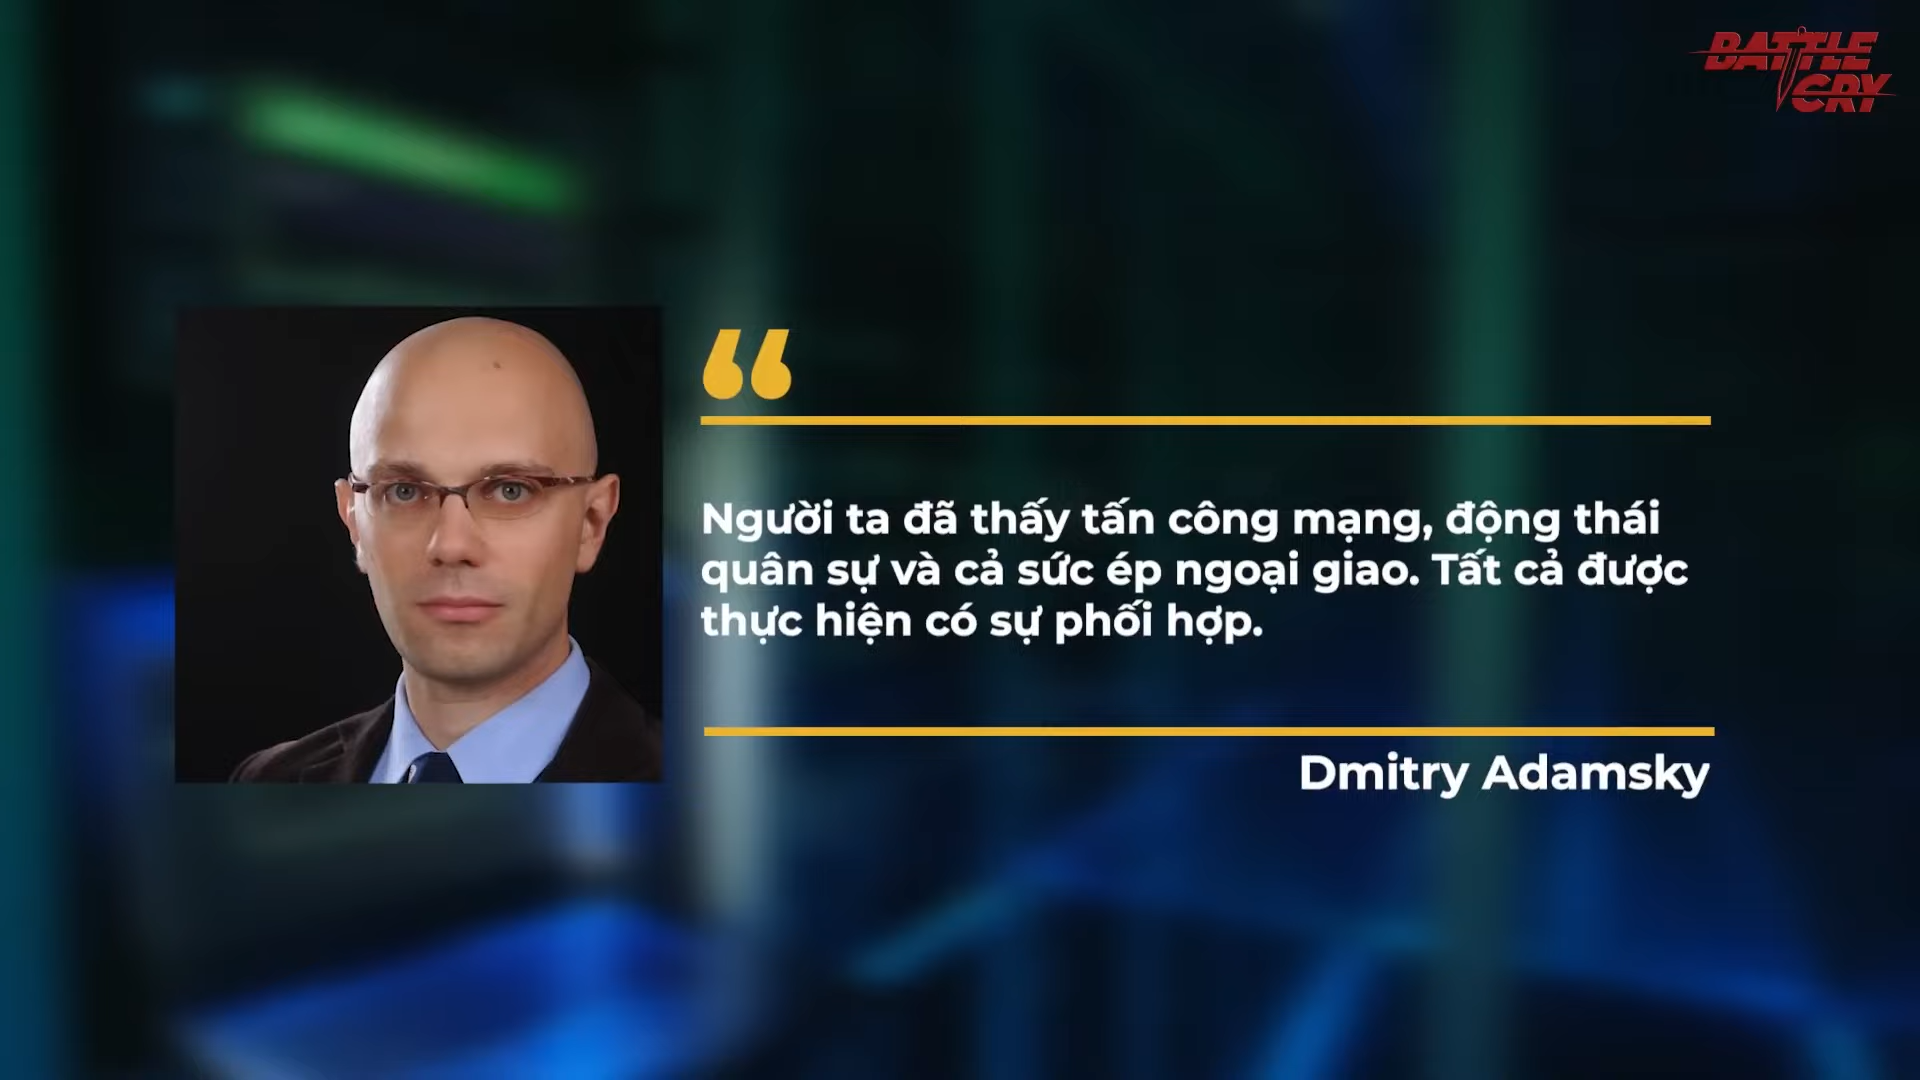 BATTLE
CRY
“
Người ta đã thấy tấn công mạng, động thái
quân sự và cả sức ép ngoại giao. Tất cả được
thực hiện có sự phối hợp.
Dmitry Adamsky